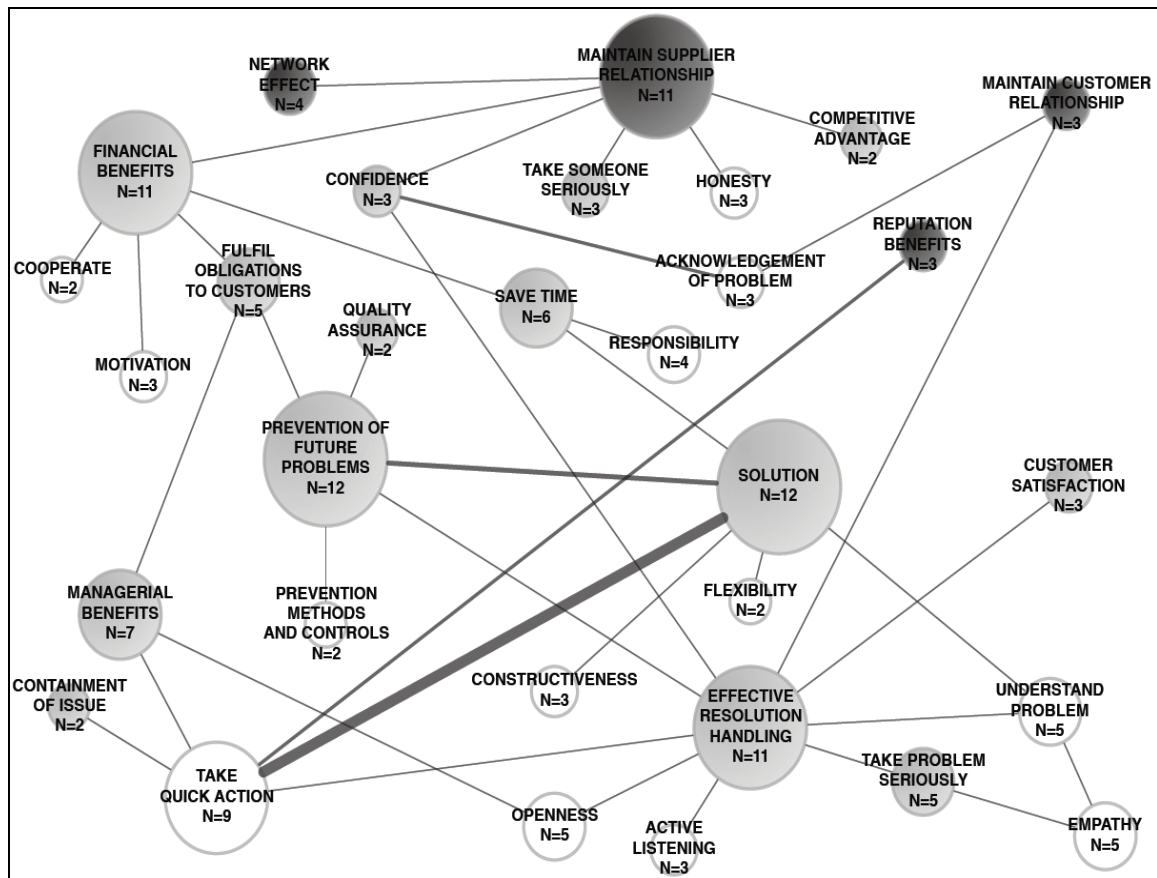 NETWORK
EFFECT
N=4
MAINTAIN SUPPLIER
RELATIONSHIP
N=11
MAINTAIN CUSTOMER
RELATIONSHIP
N=3
COMPETITIVE
ADVANTAGE
N=2
FINANCIAL
BENEFITS
N=11
CONFIDENCE
N=3
TAKE SOMEONE
SERIOUSLY
N=3
HONESTY
N=3
REPUTATION
BENEFITS
N=3
COOPERATE
N=2
FULFIL
OBLIGATIONS
TO CUSTOMERS
N=5
ACKNOWLEDGEMENT
OF PROBLEM
N=3
SAVE TIME
N=6
QUALITY
ASSURANCE
N=2
RESPONSIBILITY
N=4
MOTIVATION
N=3
PREVENTION OF
FUTURE
PROBLEMS
N=12
SOLUTION
N=12
CUSTOMER
SATISFACTION
N=3
MANAGERIAL
BENEFITS
N=7
PREVENTION
METHODS
AND CONTROLS
N=2
FLEXIBILITY
N=2
CONTAINMENT
OF ISSUE
N=2
CONSTRUCTIVENESS
N=3
EFFECTIVE
RESOLUTION
HANDLING
N=11
UNDERSTAND
PROBLEM
N=5
TAKE
QUICK ACTION
N=9
TAKE PROBLEM
SERIOUSLY
N=5
OPENNESS
N=5
ACTIVE
LISTENING
N=3
EMPATHY
N=5